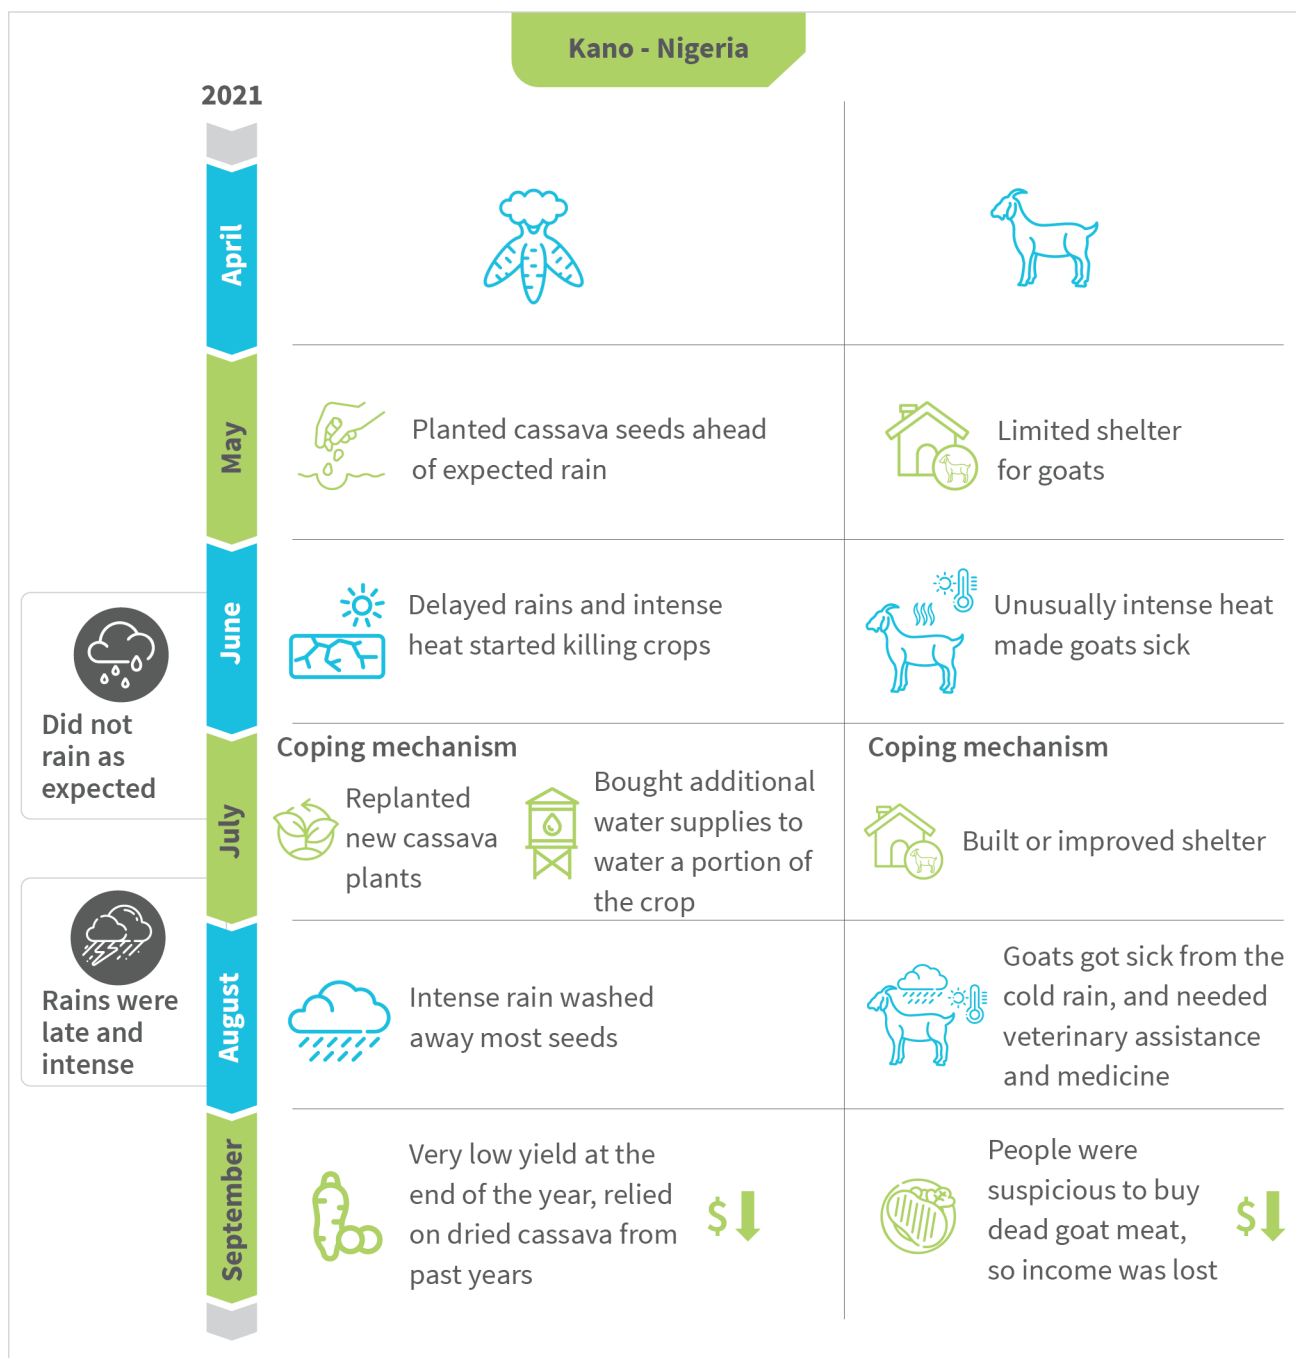 Kano - Nigeria
2021
April
May
Planted cassava seeds ahead
of expected rain
Limited shelter
for goats
June
Delayed rains and intense
heat started killing crops
Unusually intense heat
made goats sick
Did not
rain as
expected
July
Coping mechanism
Replanted
new cassava
plants
Bought additional
water supplies to
water a portion of
the crop
Coping mechanism
Built or improved shelter
Rains were
late and
intense
August
Intense rain washed
away most seeds
Goats got sick from the
cold rain, and needed
veterinary assistance
and medicine
September
Very low yield at the
end of the year, relied
on dried cassava from
past years
$
People were
suspicious to buy
dead goat meat,
so income was lost
$